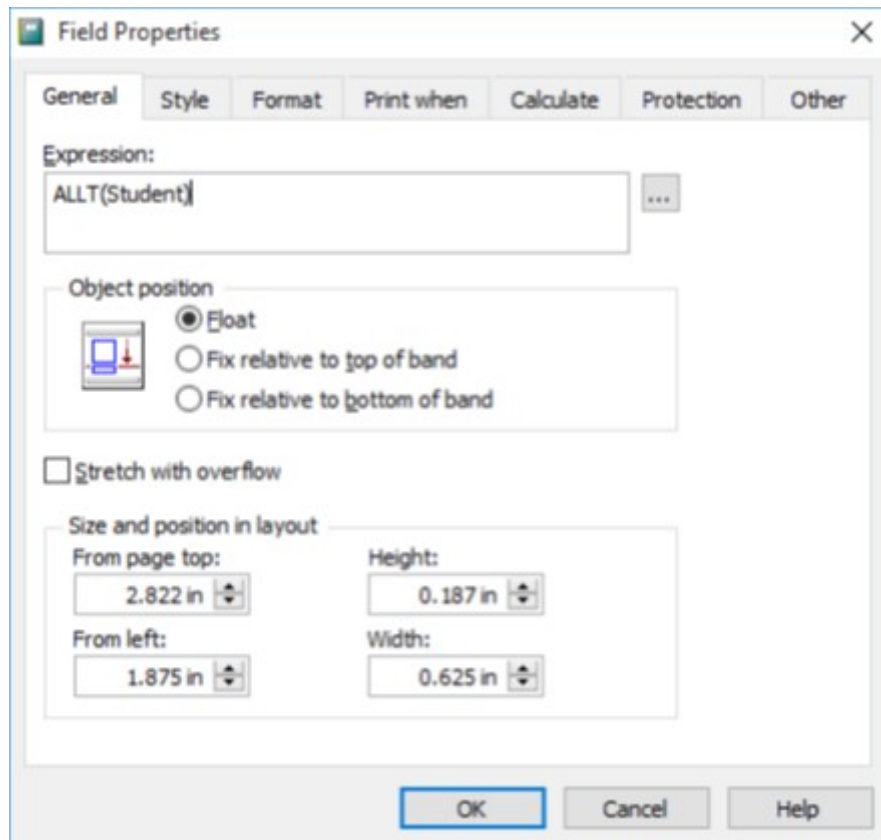 Field Properties
General Style Format Print when Calculate Protection Other
Expression:
ALLT(Student)
...
Object position
Float
Fix relative to top of band
Fix relative to bottom of band
Stretch with overflow
Size and position in layout
From page top: Height:
2.822 in 0.187 in
From left: Width:
1.875 in 0.625 in
OK Cancel Help